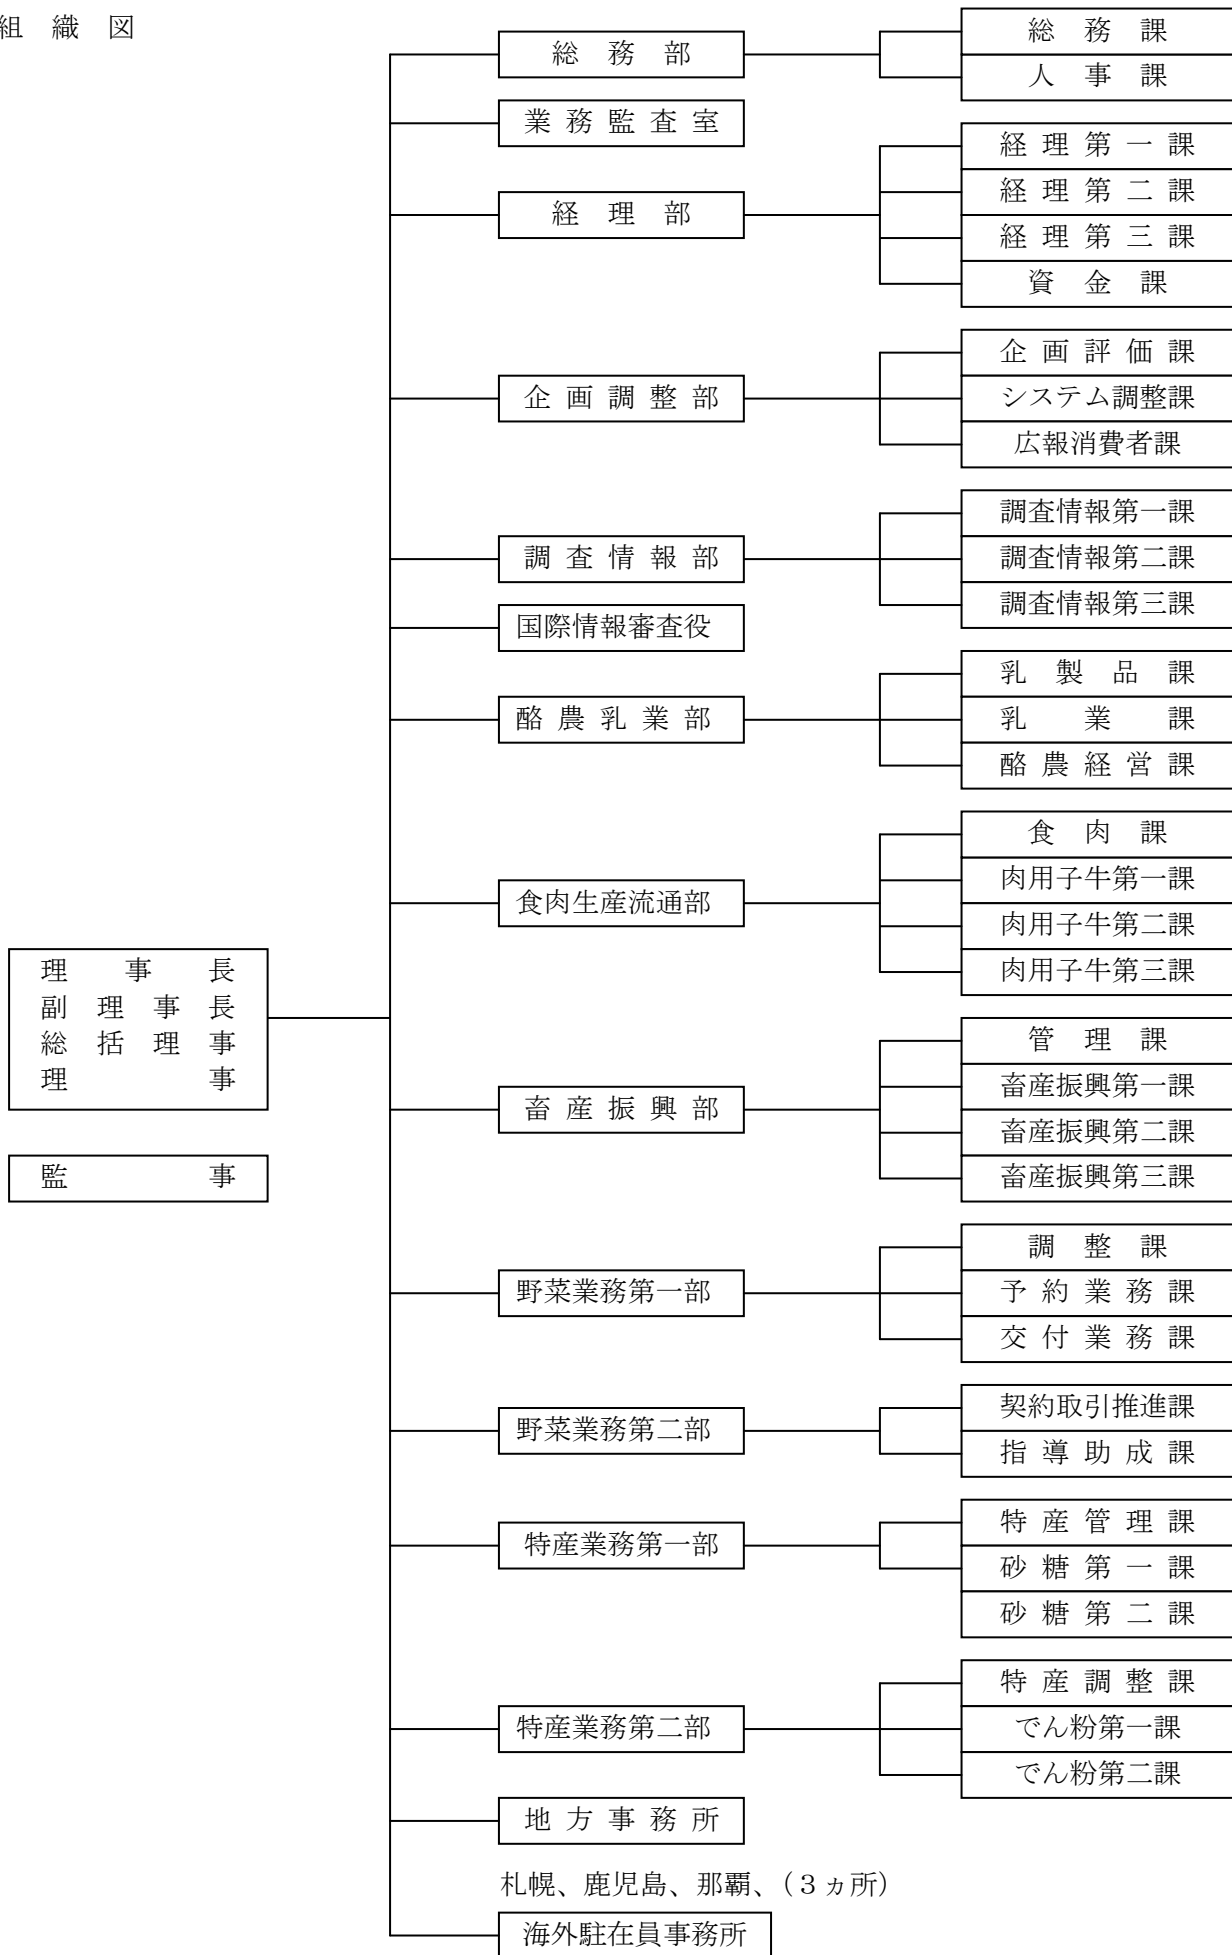 組織図
総務部
総務課
人事課
業務監査室
経理部
経理第一課
経理第二課
経理第三課
資金課
企画調整部
企画評価課
システム調整課
広報消費者課
調査情報部
調査情報第一課
調査情報第二課
調査情報第三課
国際情報審査役
酪農乳業部
乳製品課
乳業課
酪農経営課
食肉生産流通部
食肉課
肉用子牛第一課
肉用子牛第二課
肉用子牛第三課
理事長
副理事長
総括理事
理事
監事
畜産振興部
管理課
畜産振興第一課
畜産振興第二課
畜産振興第三課
野菜業務第一部
調整課
予約業務課
交付業務課
野菜業務第二部
契約取引推進課
指導助成課
特産業務第一部
特産管理課
砂糖第一課
砂糖第二課
特産業務第二部
特産調整課
でん粉第一課
でん粉第二課
地方事務所
札幌、鹿児島、那覇、（３ヵ所）
海外駐在員事務所